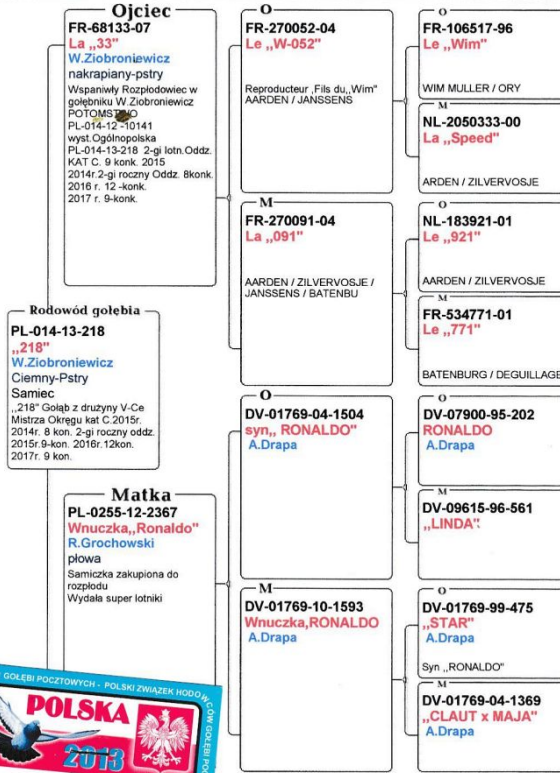 Ojciec
FR-68133-07
La ,,33"
W.Ziobroniewicz
nakrapiany-pstry
Wspaniwły Rozpłodowiec w
gołębniku W.Ziobroniewicz
POTOMSTWO
PL-014-12 -10141
wyst.Ogólnopolska
PL-014-13-218 2-gi lotn.Oddz.
KAT C. 9 konk. 2015
2014r.2-gi roczny Oddz. 8konk.
2016 r. 12 -konk.
2017 r. 9-konk.
O
FR-270052-04
Le ,,W-052"
Reproducteur ,Fils du,,Wim"
AARDEN / JANSSENS
M
FR-270091-04
La ,,091"
AARDEN / ZILVERVOSJE /
JANSSENS / BATENBU
O
FR-106517-96
Le ,,Wim"
WIM MULLER / ORY
M
NL-2050333-00
La ,,Speed"
ARDEN / ZILVERVOSJE
O
NL-183921-01
Le ,,921"
AARDEN / ZILVERVOSJE
M
FR-534771-01
Le ,,771"
BATENBURG / DEGUILLAGE
Rodowód gołębia
PL-014-13-218
,,218"
W.Ziobroniewicz
Ciemny-Pstry
Samiec
,,218" Gołąb z drużyny V-Ce
Mistrza Okręgu kat C.2015r.
2014r. 8 kon. 2-gi roczny oddz.
2015r.9-kon. 2016r.12kon.
2017r. 9 kon.
Matka
PL-0255-12-2367
Wnuczka,,Ronaldo"
R.Grochowski
płowa
Samiczka zakupiona do
rozpłodu
Wydała super lotniki
O
DV-01769-04-1504
syn,, RONALDO"
A.Drapa
M
DV-01769-10-1593
Wnuczka,RONALDO
A.Drapa
O
DV-07900-95-202
RONALDO
A.Drapa
M
DV-09615-96-561
,,LINDA".
O
DV-01769-99-475
,,STAR"
A.Drapa
Syn ,,RONALDO"
M
DV-01769-04-1369
,,CLAUT x MAJA"
A.Drapa
GOŁĘBI POCZTOWYCH - POLSKI ZWIĄZEK HODOWCÓW GOŁĘBI
POLSKA
2013